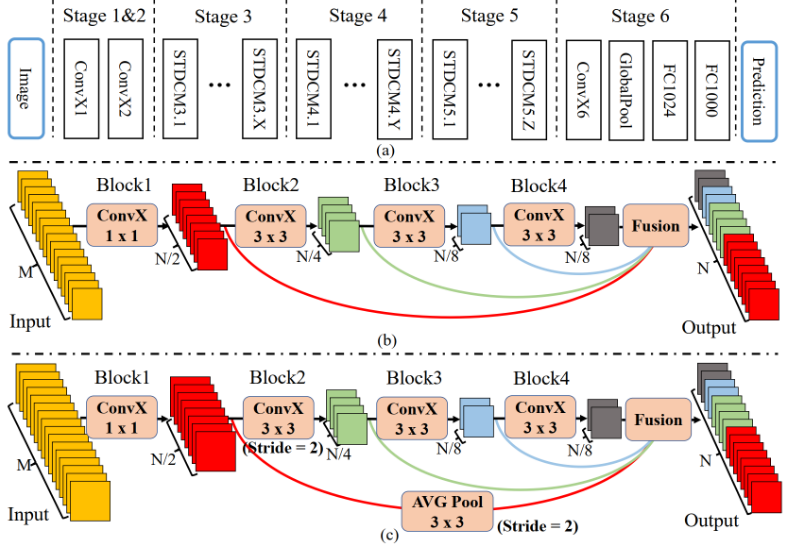 Stage 1&2
Stage 3
Stage 4
Stage 5
Stage 6
Image
ConvX1
ConvX2
STDCM3.1
...
STDCM3.X
STDCM4.1
...
STDCM4.Y
STDCM5.1
...
STDCM5.Z
ConvX6
GlobalPool
FC1024
FC1000
Prediction
(a)
Block1
Block2
Block3
Block4
ConvX
1 x 1
ConvX
3 x 3
ConvX
3 x 3
ConvX
3 x 3
Fusion
M
N/2
N/4
N/8
N/8
N
Input
Output
(b)
Block1
Block2
Block3
Block4
ConvX
1 x 1
ConvX
3 x 3
(Stride = 2)
ConvX
3 x 3
ConvX
3 x 3
Fusion
M
N/2
N/4
N/8
N/8
N
AVG Pool
3 x 3
(Stride = 2)
Input
Output
(c)